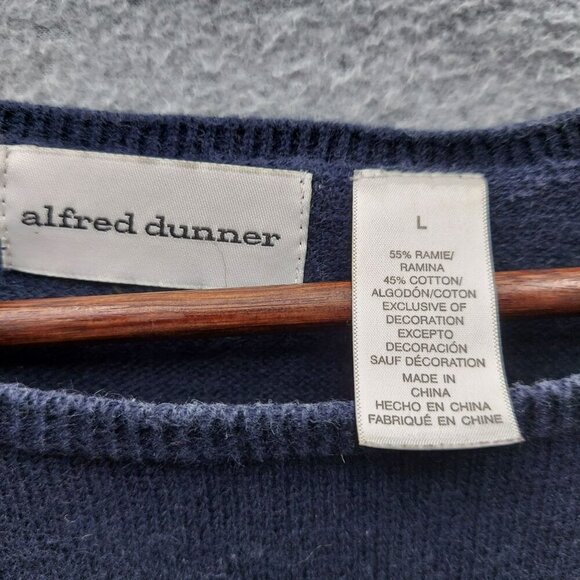 alfred dunner
L
55% RAMIE/
RAMINA
45% COTTON/
ALGODÓN/COTON
EXCLUSIVE OF
DECORATION
EXCEPTO
DECORACIÓN
SAUF DÉCORATION
MADE IN
CHINA
HECHO EN CHINA
FABRIQUÉ EN CHINE